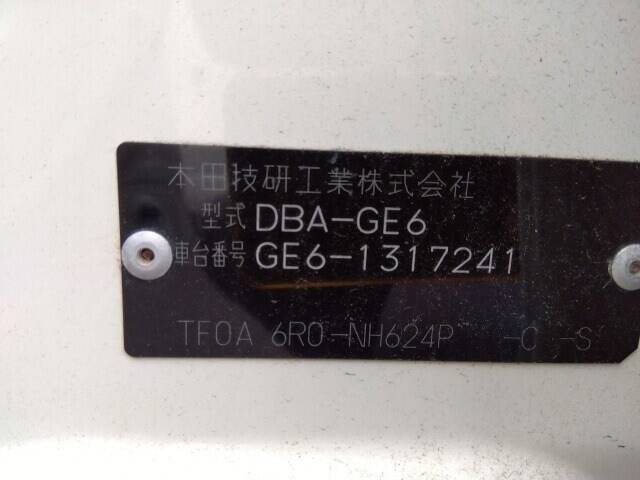 本田技研工業株式会社
型式 DBA-GE6
車台番号 GE6-1317241
TF0A 6R0-NH624P -C -S